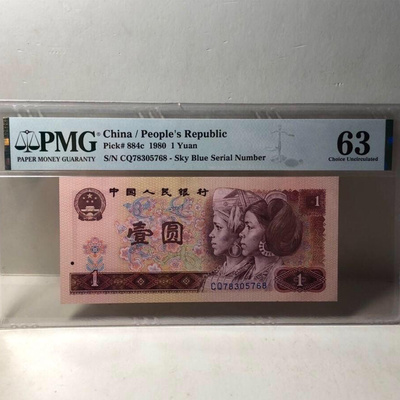 PMG
PAPER MONEY GUARANTY
China / People's Republic
Pick# 884c 1980 1 Yuan
S/N CQ78305768 - Sky Blue Serial Number
63
Choice Uncirculated
中国人民银行
1
壹圆
1
CQ78305768
1